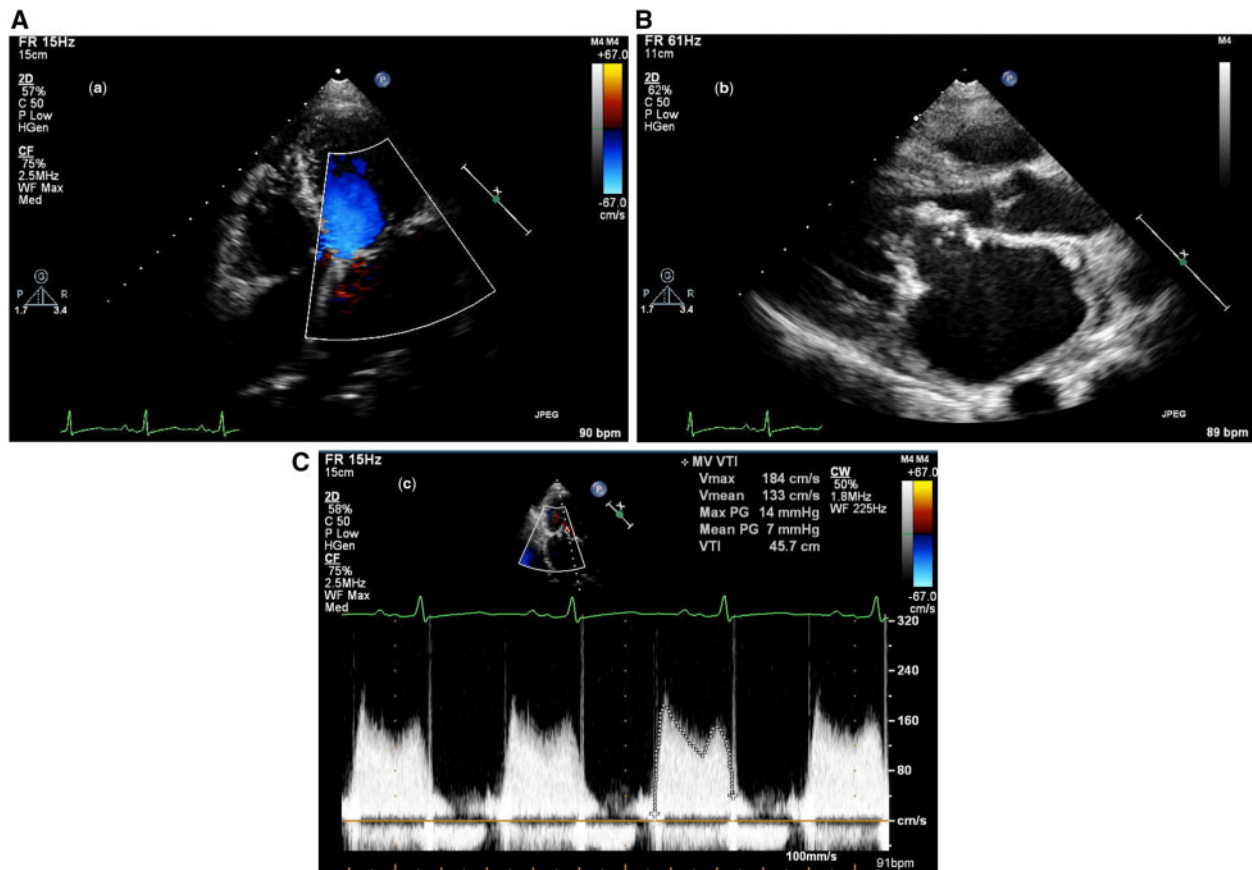 A
FR 15Hz
15cm
2D
57%
C 50
P Low
HGen
CF
75%
2.5MHz
WF Max
Med
(a)
P
M4 M4
+67.0
-67.0
cm/s
x
G
P R
1.7 3.4
JPEG
90 bpm
B
FR 61Hz
11cm
2D
62%
C 50
P Low
HGen
(b)
P
M4
x
G
P R
1.7 3.4
JPEG
89 bpm
C
FR 15Hz
15cm
2D
58%
C 50
P Low
HGen
CF
75%
2.5MHz
WF Max
Med
(c)
P
x
MV VTI
Vmax 184 cm/s
Vmean 133 cm/s
Max PG 14 mmHg
Mean PG 7 mmHg
VTI 45.7 cm
CW
50%
1.8MHz
WF 225Hz
M4 M4
+67.0
-67.0
cm/s
320
240
160
80
cm/s
100mm/s
91bpm